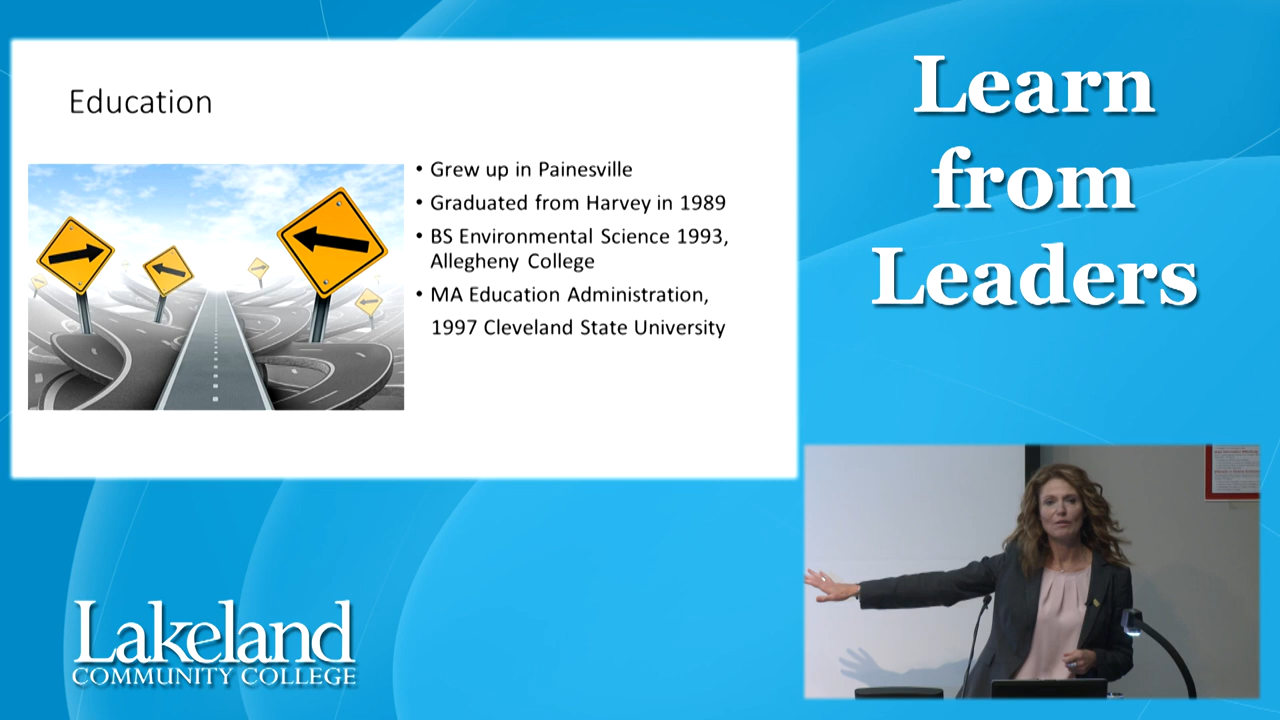 Education
• Grew up in Painesville
• Graduated from Harvey in 1989
• BS Environmental Science 1993,
Allegheny College
• MA Education Administration,
1997 Cleveland State University
Learn
from
Leaders
Lakeland
COMMUNITY COLLEGE